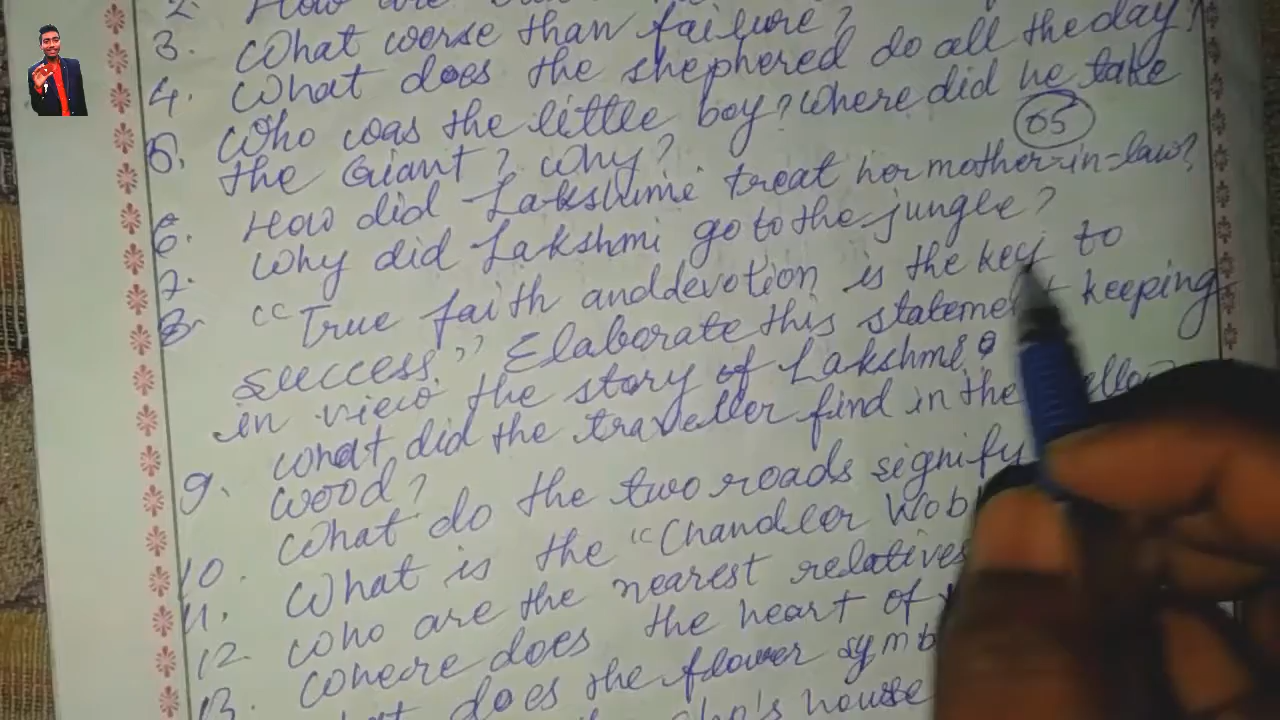 2. How are
3. What worse than failure?
4. What does the shephered do all the day?
5. Who was the little boy? Where did he take
the Giant? Why? 05
6. How did Lakshmi treat her mother-in-law?
7. Why did Lakshmi go to the jungle?
8. "True faith and devotion is the key to
success." Elaborate this statement keeping
in view the story of Lakshmi.
9. What did the traveller find in the
wood?
10. What do the two roads signify
11. What is the "Chandler Wob
12. Who are the nearest relatives
13. Where does the heart of
does the flower symb
house